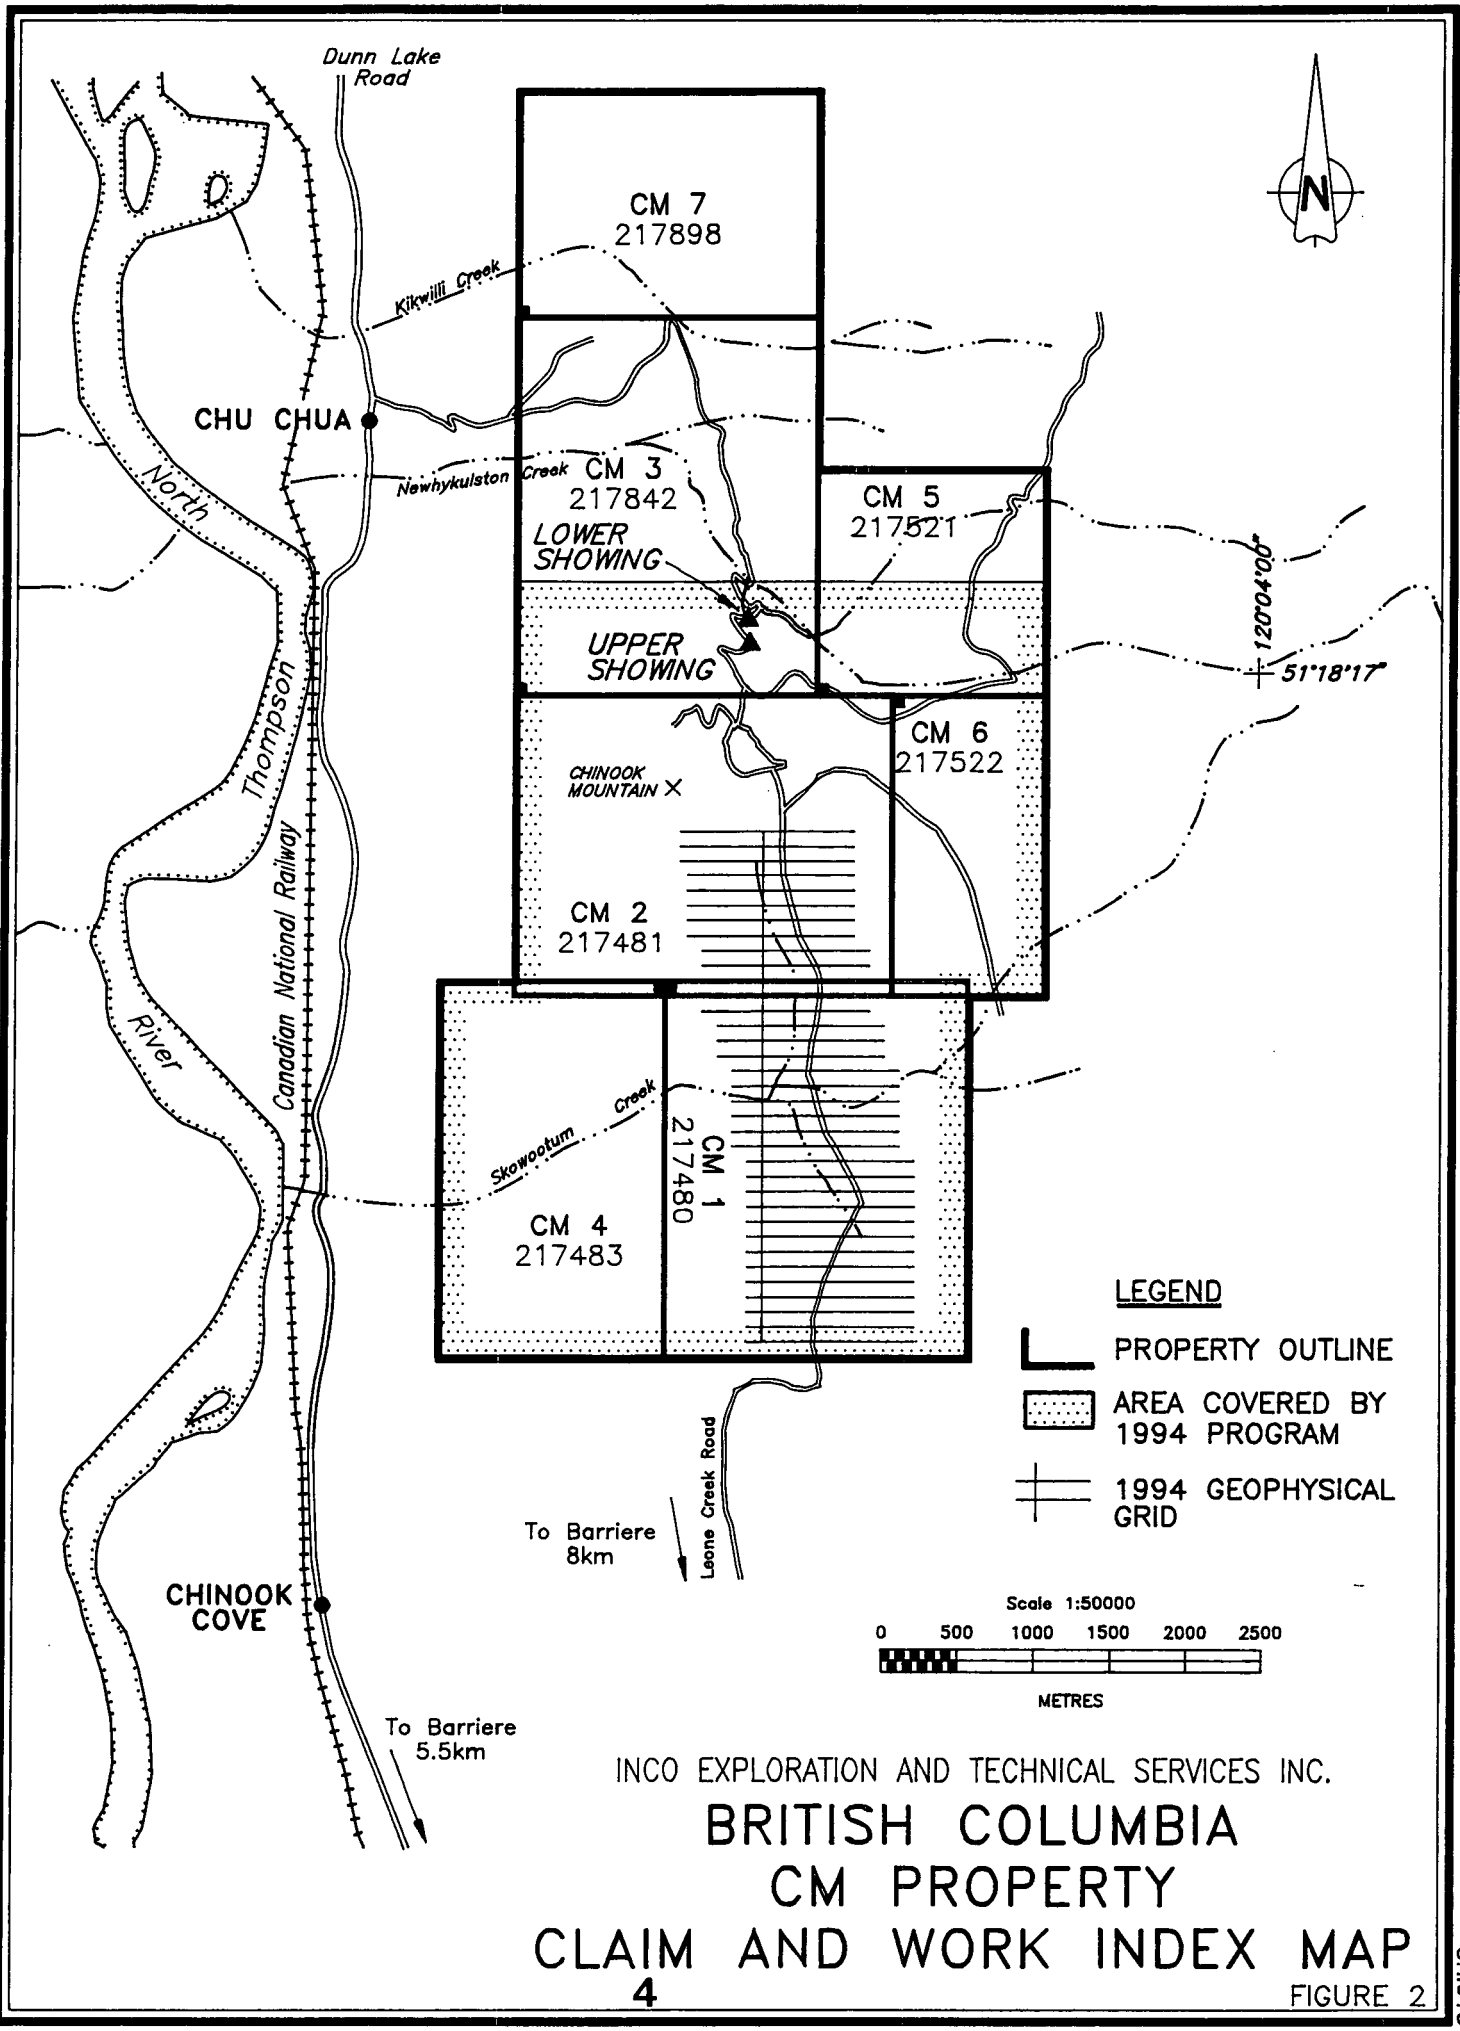 Dunn Lake
Road
N
CM 7
217898
Kikwilli Creek
CHU CHUA
North
Newhykulston Creek
CM 3
217842
CM 5
217521
LOWER
SHOWING
120°04'00"
51°18'17"
UPPER
SHOWING
Thompson
CM 6
217522
CHINOOK
MOUNTAIN
Canadian National Railway
CM 2
217481
River
Skowootum Creek
CM 1
217480
CM 4
217483
LEGEND
PROPERTY OUTLINE
AREA COVERED BY
1994 PROGRAM
1994 GEOPHYSICAL
GRID
Leone Creek Road
To Barriere
8km
CHINOOK
COVE
Scale 1:50000
0 500 1000 1500 2000 2500
METRES
To Barriere
5.5km
INCO EXPLORATION AND TECHNICAL SERVICES INC.
BRITISH COLUMBIA
CM PROPERTY
CLAIM AND WORK INDEX MAP
4
FIGURE 2